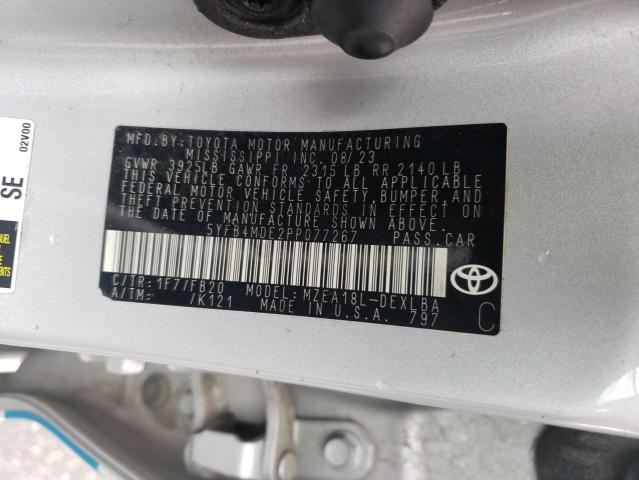 MFD.BY:TOYOTA MOTOR MANUFACTURING
MISSISSIPPI INC. 08/23
GVWR 3925LB GAWR FR 2315 LB RR 2140 LB
THIS VEHICLE CONFORMS TO ALL APPLICABLE
FEDERAL MOTOR VEHICLE SAFETY, BUMPER, AND
THEFT PREVENTION STANDARDS IN EFFECT ON
THE DATE OF MANUFACTURE SHOWN ABOVE.
5YFB4MDE2PP077267 PASS.CAR
C/TR: 1F7/FB20 MODEL: MZEA18L-DEXLBA
A/TM: /K121 MADE IN U.S.A. 797
C
02V00
SE